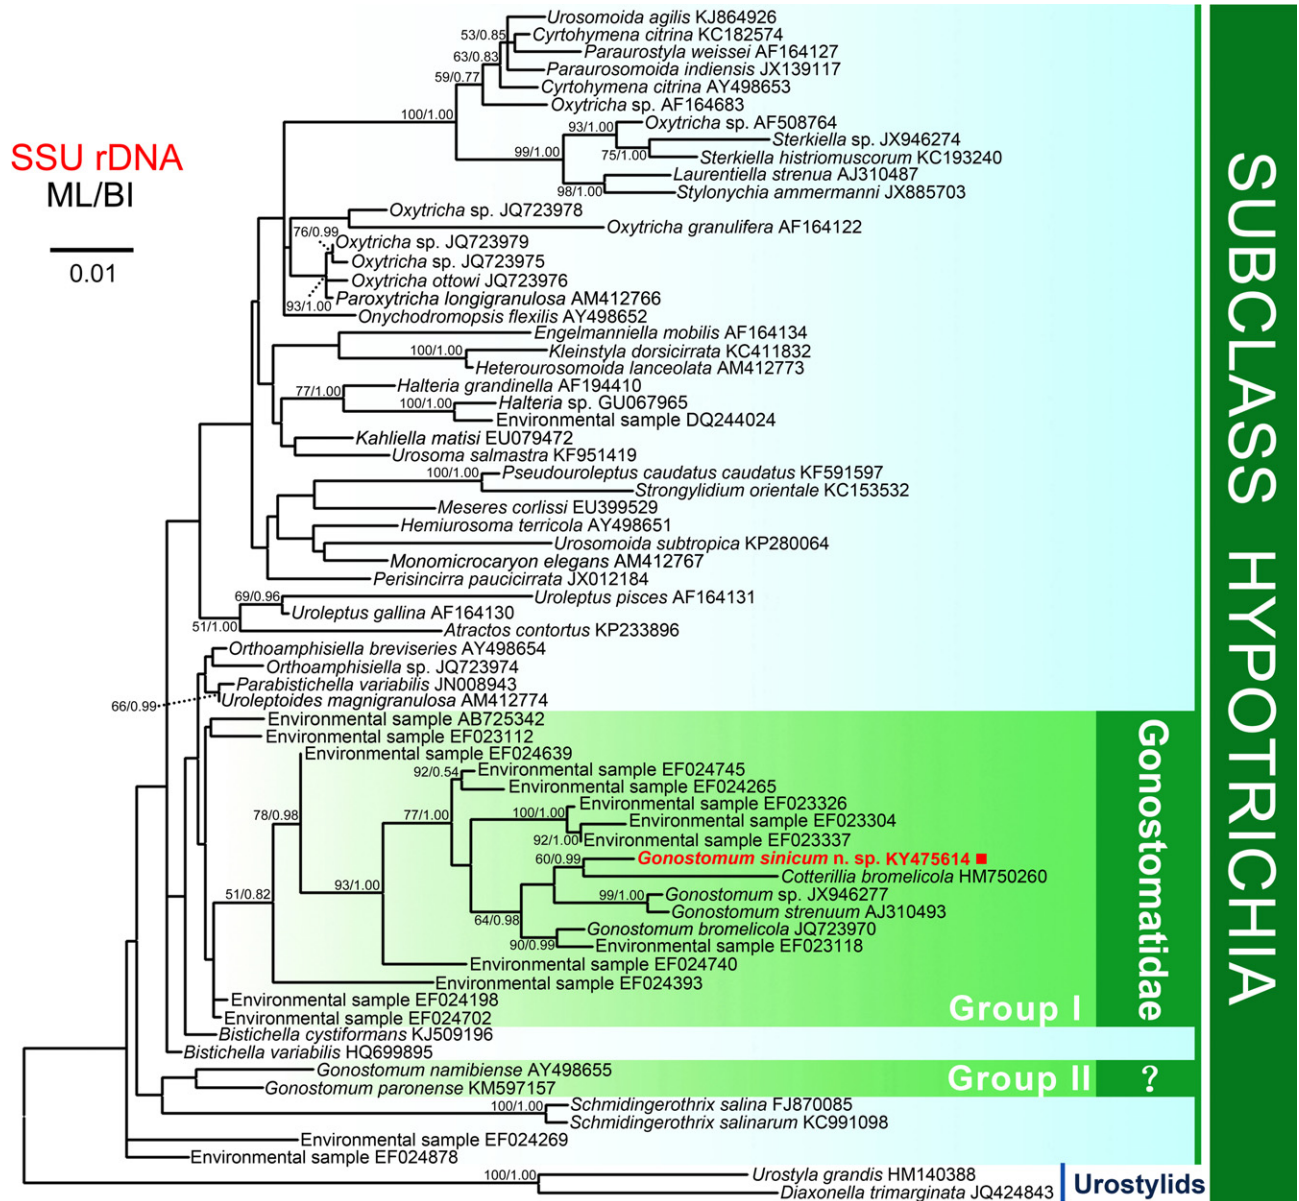 Urosomoida agilis KJ864926
53/0.85
Cyrtohymena citrina KC182574
Paraurostyla weissei AF164127
63/0.83
Paraurosomoida indiensis JX139117
59/0.77
Cyrtohymena citrina AY498653
Oxytricha sp. AF164683
100/1.00
Oxytricha sp. AF508764
93/1.00
Sterkiella sp. JX946274
99/1.00
75/1.00
Sterkiella histriomuscorum KC193240
Laurentiella strenua AJ310487
98/1.00
Stylonychia ammermanni JX885703
SSU rDNA
ML/BI
0.01
Oxytricha sp. JQ723978
Oxytricha granulifera AF164122
76/0.99
Oxytricha sp. JQ723979
Oxytricha sp. JQ723975
Oxytricha ottowi JQ723976
93/1.00
Paroxytricha longigranulosa AM412766
Onychodromopsis flexilis AY498652
Engelmanniella mobilis AF164134
100/1.00
Kleinstyla dorsicirrata KC411832
Heterourosomoida lanceolata AM412773
77/1.00
Halteria grandinella AF194410
100/1.00
Halteria sp. GU067965
Environmental sample DQ244024
Kahliella matisi EU079472
Urosoma salmastra KF951419
100/1.00
Pseudouroleptus caudatus caudatus KF591597
Strongylidium orientale KC153532
Meseres corlissi EU399529
Hemiurosoma terricola AY498651
Urosomoida subtropica KP280064
Monomicrocaryon elegans AM412767
Perisincirra paucicirrata JX012184
69/0.96
Uroleptus pisces AF164131
Uroleptus gallina AF164130
51/1.00
Atractos contortus KP233896
Orthoamphisiella breviseries AY498654
Orthoamphisiella sp. JQ723974
Parabistichella variabilis JN008943
66/0.99
Uroleptoides magnigranulosa AM412774
Environmental sample AB725342
Environmental sample EF023112
Environmental sample EF024639
92/0.54
Environmental sample EF024745
Environmental sample EF024265
78/0.98
77/1.00
100/1.00
Environmental sample EF023326
Environmental sample EF023304
92/1.00
Environmental sample EF023337
60/0.99
Gonostomum sinicum n. sp. KY475614
Cotterillia bromelicola HM750260
51/0.82
93/1.00
99/1.00
Gonostomum sp. JX946277
64/0.98
Gonostomum strenuum AJ310493
Gonostomum bromelicola JQ723970
90/0.99
Environmental sample EF023118
Environmental sample EF024740
Environmental sample EF024393
Environmental sample EF024198
Environmental sample EF024702
Group I
Gonostomatidae
Bistichella cystiformans KJ509196
Bistichella variabilis HQ699895
Gonostomum namibiense AY498655
Gonostomum paronense KM597157
Group II
?
100/1.00
Schmidingerothrix salina FJ870085
Schmidingerothrix salinarum KC991098
Environmental sample EF024269
Environmental sample EF024878
100/1.00
Urostyla grandis HM140388
Diaxonella trimarginata JQ424843
Urostylids
SUBCLASS HYPOTRICHIA